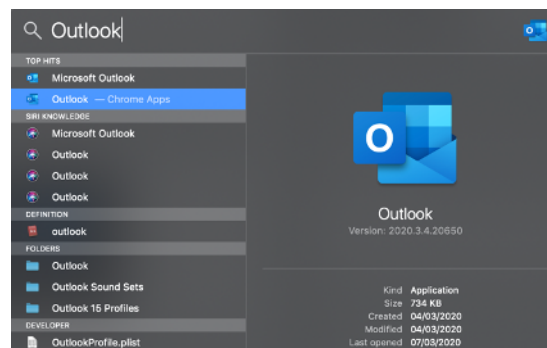 Outlook
TOP HITS
Microsoft Outlook
Outlook — Chrome Apps
SIRI KNOWLEDGE
Microsoft Outlook
Outlook
Outlook
Outlook
DEFINITION
outlook
FOLDERS
Outlook
Outlook Sound Sets
Outlook 15 Profiles
DEVELOPER
OutlookProfile.plist
O
Outlook
Version: 2020.3.4.20650
Kind Application
Size 734 KB
Created 04/03/2020
Modified 04/03/2020
Last opened 07/03/2020